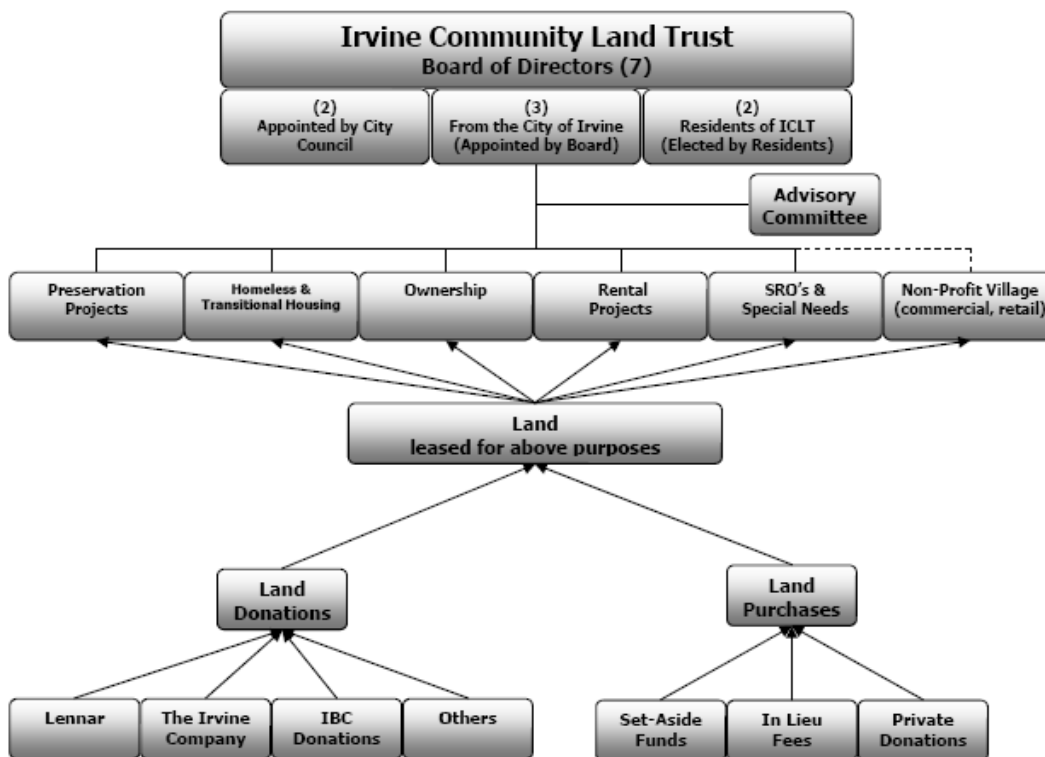 Irvine Community Land Trust
Board of Directors (7)
(2)
Appointed by City
Council
(3)
From the City of Irvine
(Appointed by Board)
(2)
Residents of ICLT
(Elected by Residents)
Advisory
Committee
Preservation
Projects
Homeless &
Transitional Housing
Ownership
Rental
Projects
SRO's &
Special Needs
Non-Profit Village
(commercial, retail)
Land
leased for above purposes
Land
Donations
Land
Purchases
Lennar
The Irvine
Company
IBC
Donations
Others
Set-Aside
Funds
In Lieu
Fees
Private
Donations